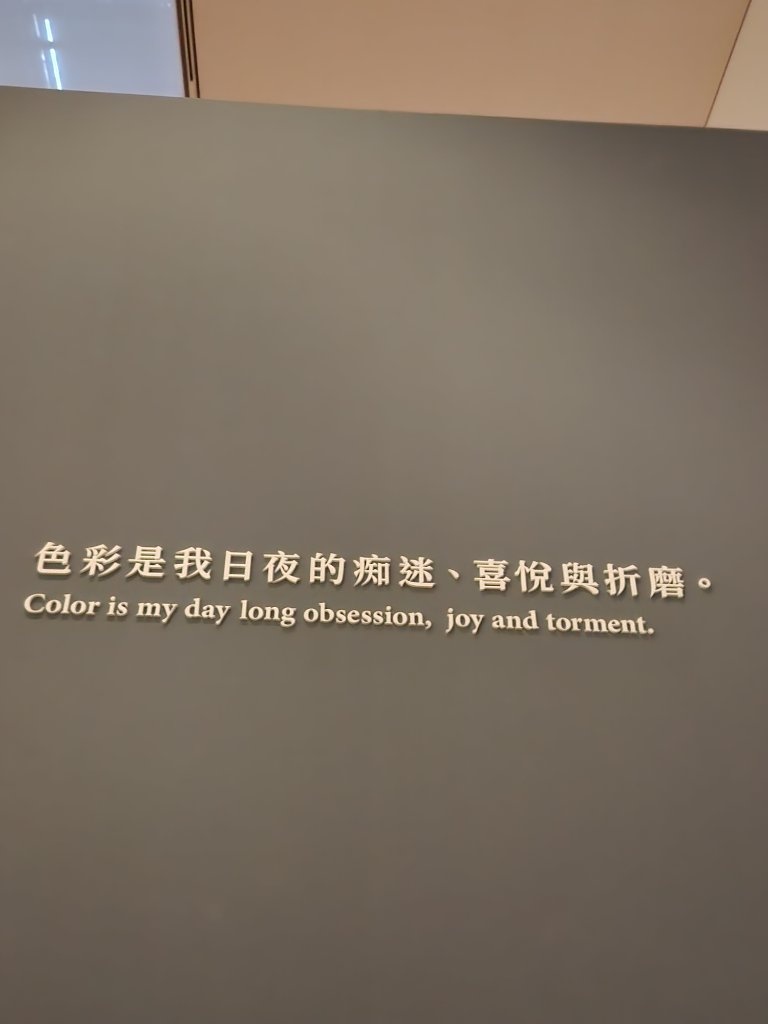 色彩是我日夜的痴迷、喜悅與折磨。
Color is my day long obsession, joy and torment.